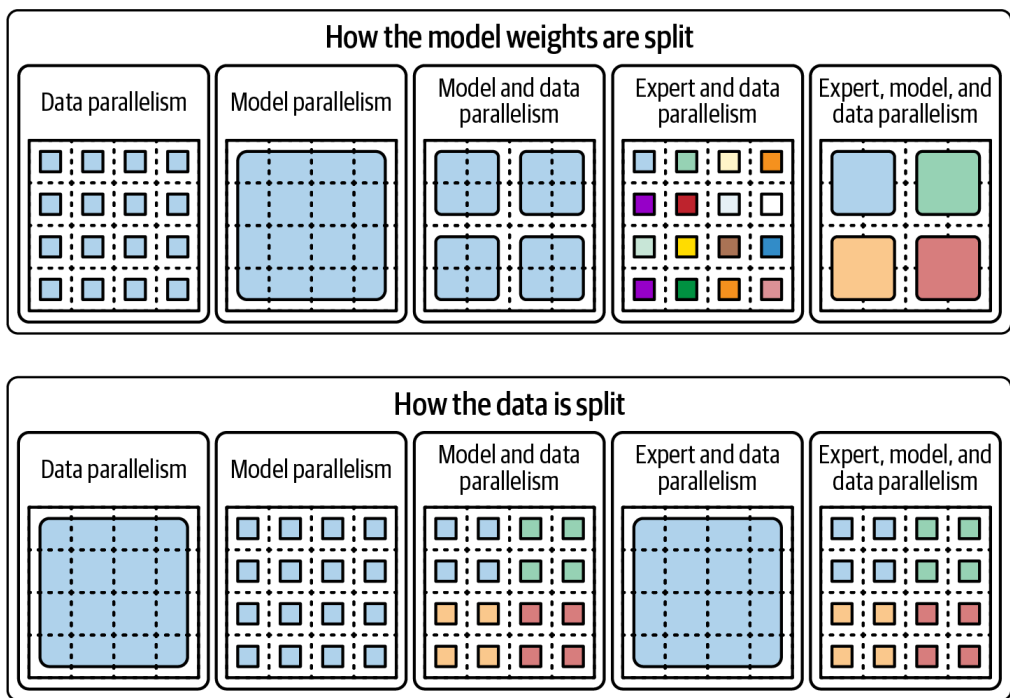 How the model weights are split
Data parallelism
Model parallelism
Model and data
parallelism
Expert and data
parallelism
Expert, model, and
data parallelism
How the data is split
Data parallelism
Model parallelism
Model and data
parallelism
Expert and data
parallelism
Expert, model, and
data parallelism